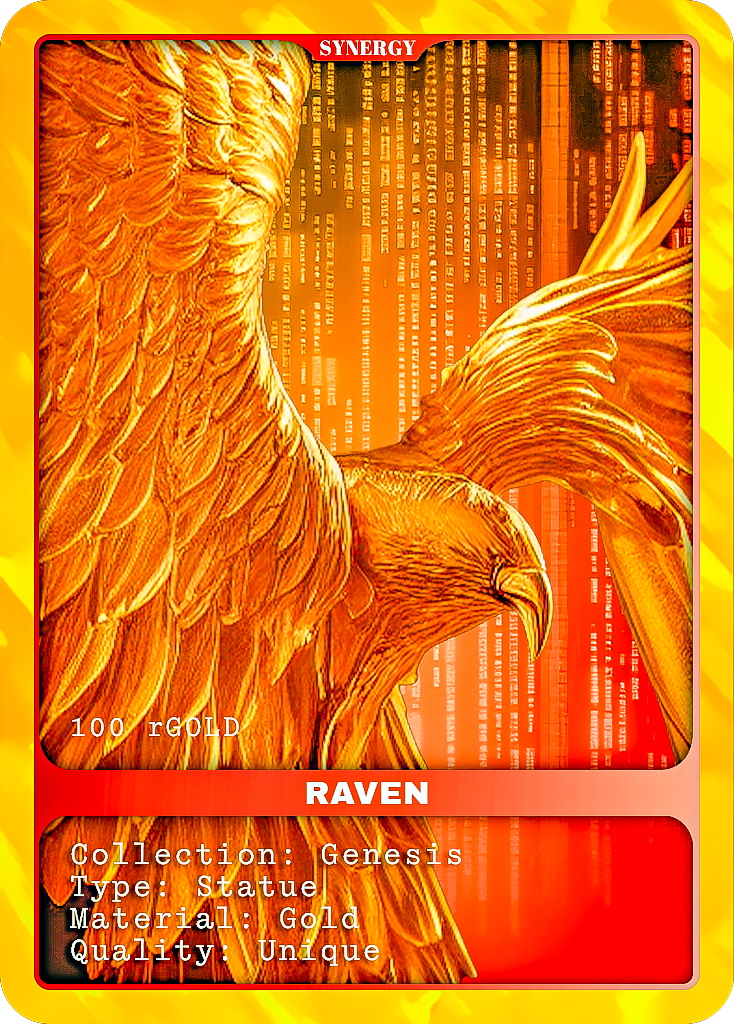 SYNERGY
100 rGOLD
RAVEN
Collection: Genesis
Type: Statue
Material: Gold
Quality: Unique